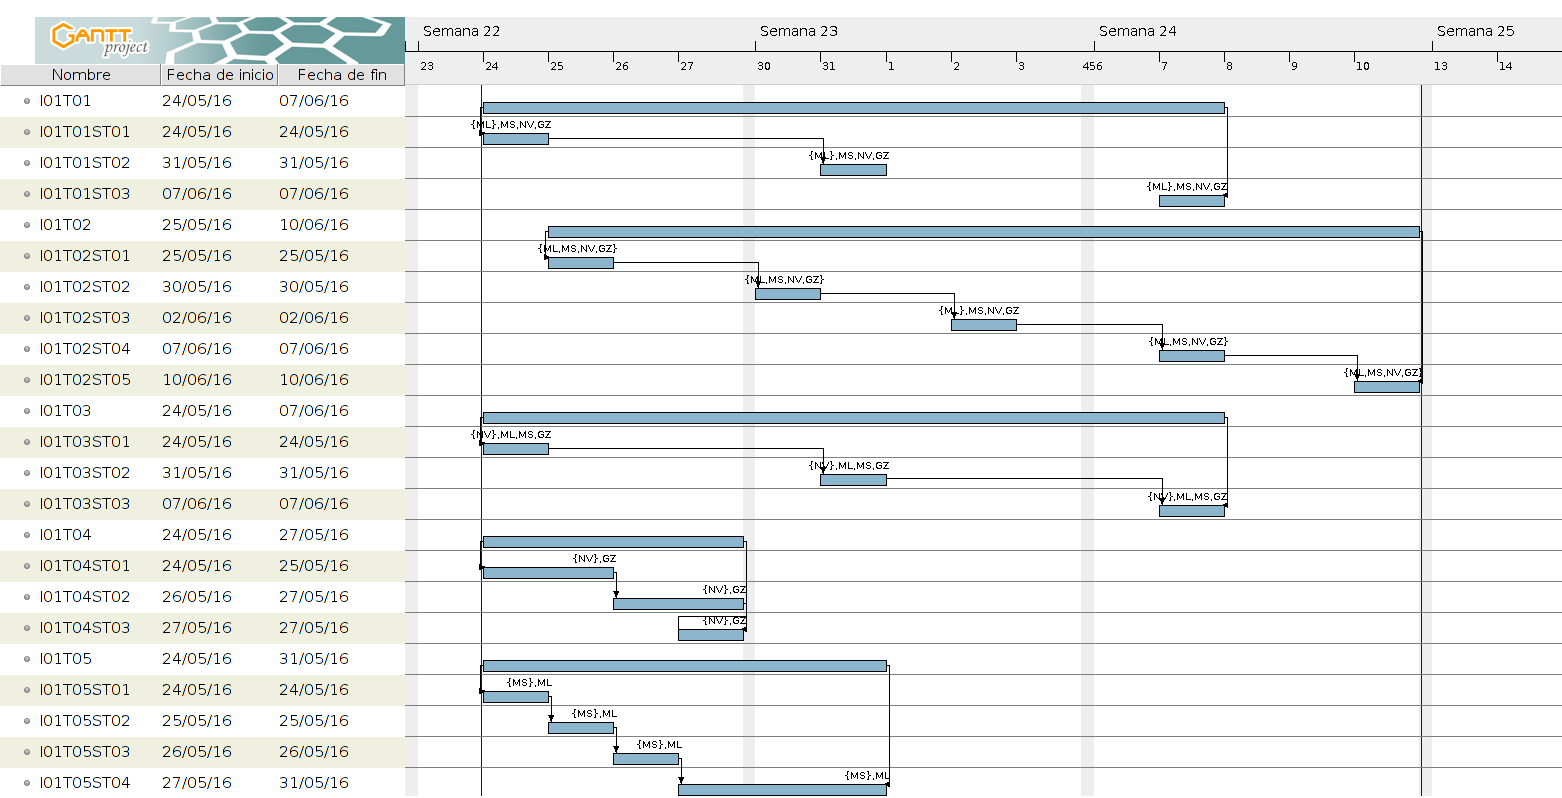 GANTT
project
Semana 22 Semana 23 Semana 24 Semana 25
Nombre Fecha de inicio Fecha de fin 23 24 25 26 27 30 31 1 2 3 456 7 8 9 10 13 14
I01T01 24/05/16 07/06/16
{ML},MS,NV,GZ
I01T01ST01 24/05/16 24/05/16
{ML},MS,NV,GZ
I01T01ST02 31/05/16 31/05/16
{ML},MS,NV,GZ
I01T01ST03 07/06/16 07/06/16
I01T02 25/05/16 10/06/16
{ML,MS,NV,GZ}
I01T02ST01 25/05/16 25/05/16
{ML,MS,NV,GZ}
I01T02ST02 30/05/16 30/05/16
{ML},MS,NV,GZ
I01T02ST03 02/06/16 02/06/16
{ML,MS,NV,GZ}
I01T02ST04 07/06/16 07/06/16
{ML,MS,NV,GZ}
I01T02ST05 10/06/16 10/06/16
I01T03 24/05/16 07/06/16
{NV},ML,MS,GZ
I01T03ST01 24/05/16 24/05/16
{NV},ML,MS,GZ
I01T03ST02 31/05/16 31/05/16
{NV},ML,MS,GZ
I01T03ST03 07/06/16 07/06/16
I01T04 24/05/16 27/05/16
{NV},GZ
I01T04ST01 24/05/16 25/05/16
{NV},GZ
I01T04ST02 26/05/16 27/05/16
{NV},GZ
I01T04ST03 27/05/16 27/05/16
I01T05 24/05/16 31/05/16
{MS},ML
I01T05ST01 24/05/16 24/05/16
{MS},ML
I01T05ST02 25/05/16 25/05/16
{MS},ML
I01T05ST03 26/05/16 26/05/16
{MS},ML
I01T05ST04 27/05/16 31/05/16